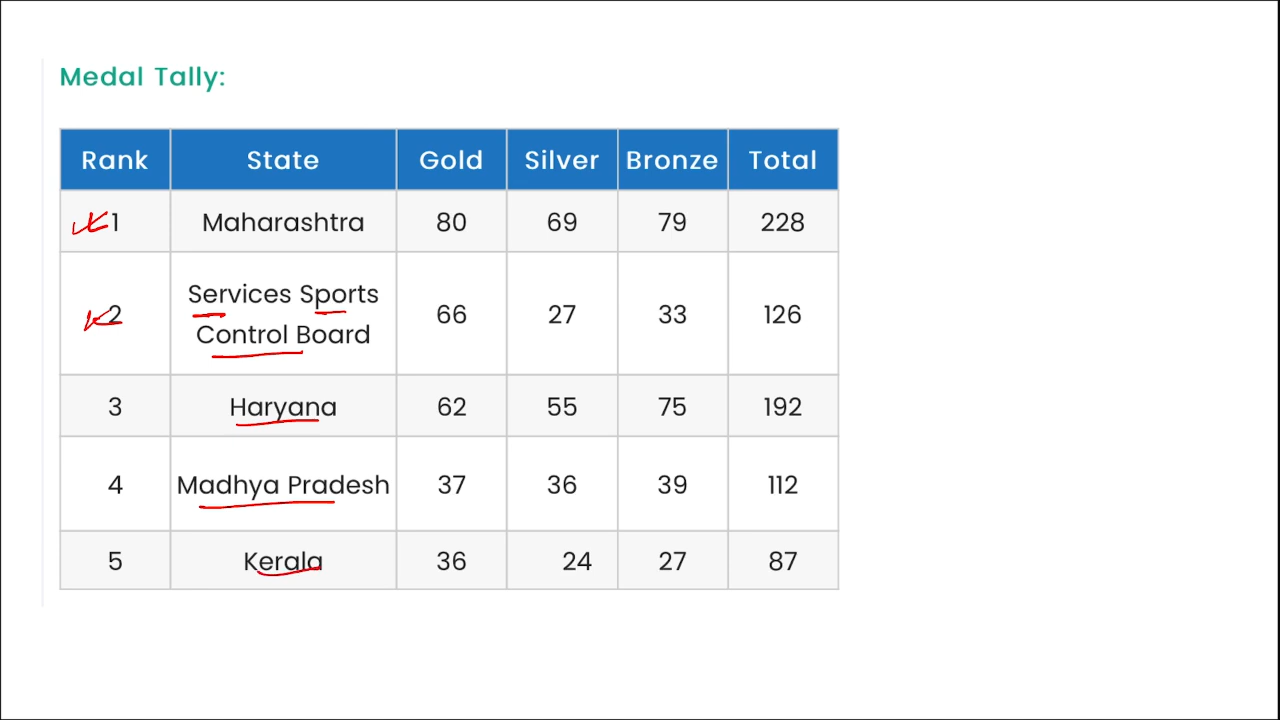 Medal Tally:
Rank State Gold Silver Bronze Total
1 Maharashtra 80 69 79 228
2 Services Sports Control Board 66 27 33 126
3 Haryana 62 55 75 192
4 Madhya Pradesh 37 36 39 112
5 Kerala 36 24 27 87